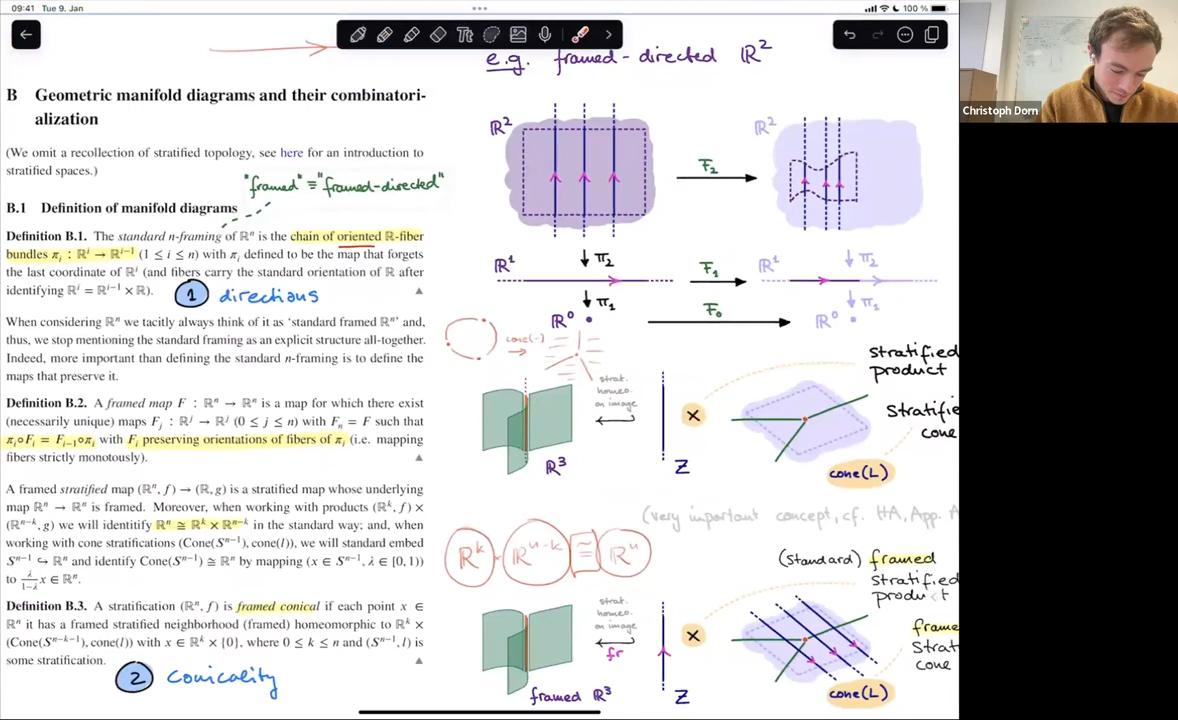 09:41 Tue 9. Jan
100 %
e.g. framed-directed ℝ²
B Geometric manifold diagrams and their combinatori-
alization
(We omit a recollection of stratified topology, see here for an introduction to
stratified spaces.)
"framed" ≡ "framed-directed"
B.1 Definition of manifold diagrams
Definition B.1. The standard n-framing of ℝⁿ is the chain of oriented ℝ-fiber
bundles πᵢ : ℝⁱ → ℝⁱ⁻¹ (1 ≤ i ≤ n) with πᵢ defined to be the map that forgets
the last coordinate of ℝⁱ (and fibers carry the standard orientation of ℝ after
identifying ℝⁱ = ℝⁱ⁻¹ × ℝ). ▲
1 directions
When considering ℝⁿ we tacitly always think of it as ‘standard framed ℝⁿ’ and,
thus, we stop mentioning the standard framing as an explicit structure all-together.
Indeed, more important than defining the standard n-framing is to define the
maps that preserve it.
Definition B.2. A framed map F : ℝⁿ → ℝⁿ is a map for which there exist
(necessarily unique) maps Fⱼ : ℝʲ → ℝʲ (0 ≤ j ≤ n) with Fₙ = F such that
πᵢ∘Fᵢ = Fᵢ₋₁∘πᵢ with Fᵢ preserving orientations of fibers of πᵢ (i.e. mapping
fibers strictly monotously). ▲
A framed stratified map (ℝⁿ, f) → (ℝ, g) is a stratified map whose underlying
map ℝⁿ → ℝⁿ is framed. Moreover, when working with products (ℝᵏ, f) ×
(ℝⁿ⁻ᵏ, g) we will identitify ℝⁿ ≅ ℝᵏ × ℝⁿ⁻ᵏ in the standard way; and, when
working with cone stratifications (Cone(Sⁿ⁻¹), cone(l)), we will standard embed
Sⁿ⁻¹ ↪ ℝⁿ and identify Cone(Sⁿ⁻¹) ≅ ℝⁿ by mapping (x ∈ Sⁿ⁻¹, λ ∈ [0, 1))
to λ/(1−λ) x ∈ ℝⁿ.
Definition B.3. A stratification (ℝⁿ, f) is framed conical if each point x ∈
ℝⁿ it has a framed stratified neighborhood (framed) homeomorphic to ℝᵏ ×
(Cone(Sⁿ⁻ᵏ⁻¹), cone(l)) with x ∈ ℝᵏ × {0}, where 0 ≤ k ≤ n and (Sⁿ⁻¹, l) is
some stratification. ▲
2 Conicality
ℝ²
F₂
ℝ²
↓ π₂
↓ π₂
ℝ¹
F₁
ℝ¹
↓ π₁
F₀
↓ π₁
ℝ⁰
ℝ⁰
cone(-)
→
strat.
homeo.
on image
ℝ³
×
Z
stratified
product
Stratifie
cone
cone(L)
(very important concept, cf. HA, App. A
ℝᵏ · ℝⁿ⁻ᵏ ≅ ℝⁿ
(Standard) framed
stratified
product
strat.
homeo.
on image
fr
framed ℝ³
×
Z
frame
Strat
cone
cone(L)
Christoph Dorn